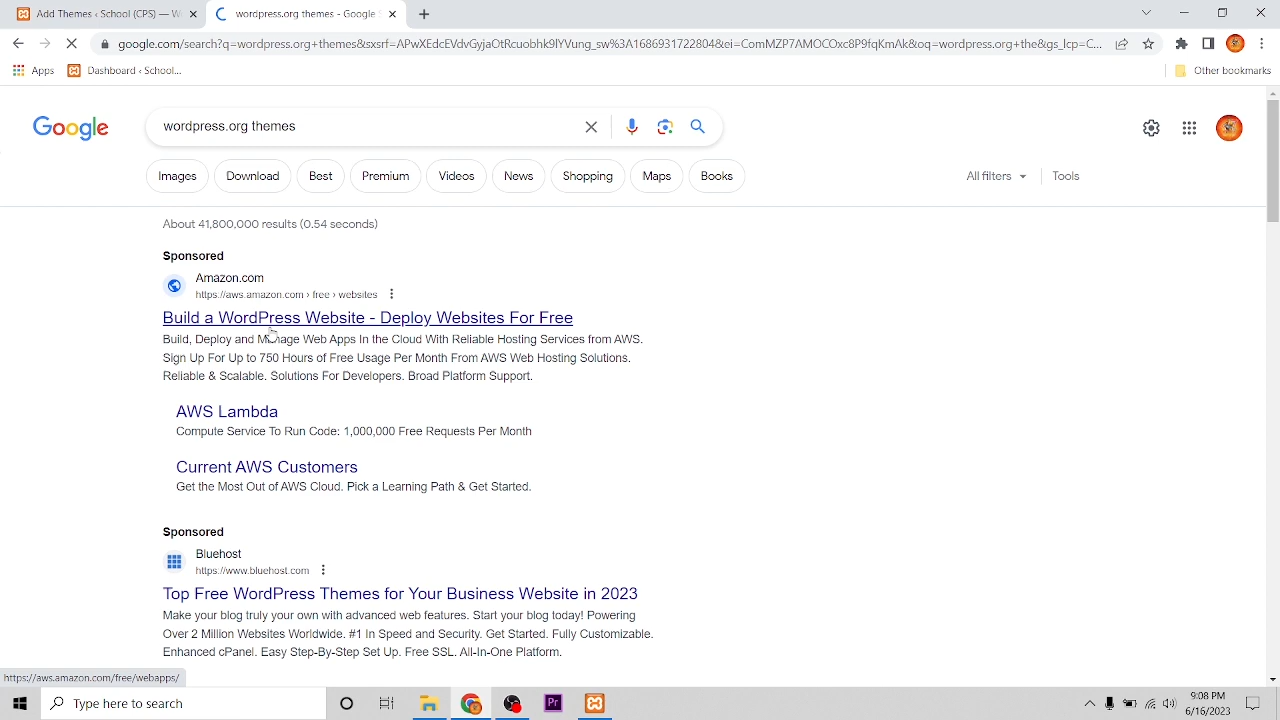 Add Themes ‹ School (CPS) — W
wordpress.org themes - Google S
google.com/search?q=wordpress.org+themes&sxsrf=APwXEdcEVdvGyjaOtRcurbhk9lYVung_sw%3A1686931722804&ei=ComMZP7AMOCOxc8P9fqKmAk&oq=wordpress.org+the&gs_lcp=C...
Apps
Dashboard ‹ School...
Other bookmarks
Google
wordpress.org themes
Images
Download
Best
Premium
Videos
News
Shopping
Maps
Books
All filters
Tools
About 41,800,000 results (0.54 seconds)
Sponsored
Amazon.com
https://aws.amazon.com › free › websites
Build a WordPress Website - Deploy Websites For Free
Build, Deploy and Manage Web Apps In the Cloud With Reliable Hosting Services from AWS.
Sign Up For Up to 750 Hours of Free Usage Per Month From AWS Web Hosting Solutions.
Reliable & Scalable. Solutions For Developers. Broad Platform Support.
AWS Lambda
Compute Service To Run Code: 1,000,000 Free Requests Per Month
Current AWS Customers
Get the Most Out of AWS Cloud. Pick a Learning Path & Get Started.
Sponsored
Bluehost
https://www.bluehost.com
Top Free WordPress Themes for Your Business Website in 2023
Make your blog truly your own with advanced web features. Start your blog today! Powering
Over 2 Million Websites Worldwide. #1 In Speed and Security. Get Started. Fully Customizable.
Enhanced cPanel. Easy Step-By-Step Set Up. Free SSL. All-In-One Platform.
https://aws.amazon.com/free/webapps/
Type here to search
Pr
9:08 PM
6/16/2023